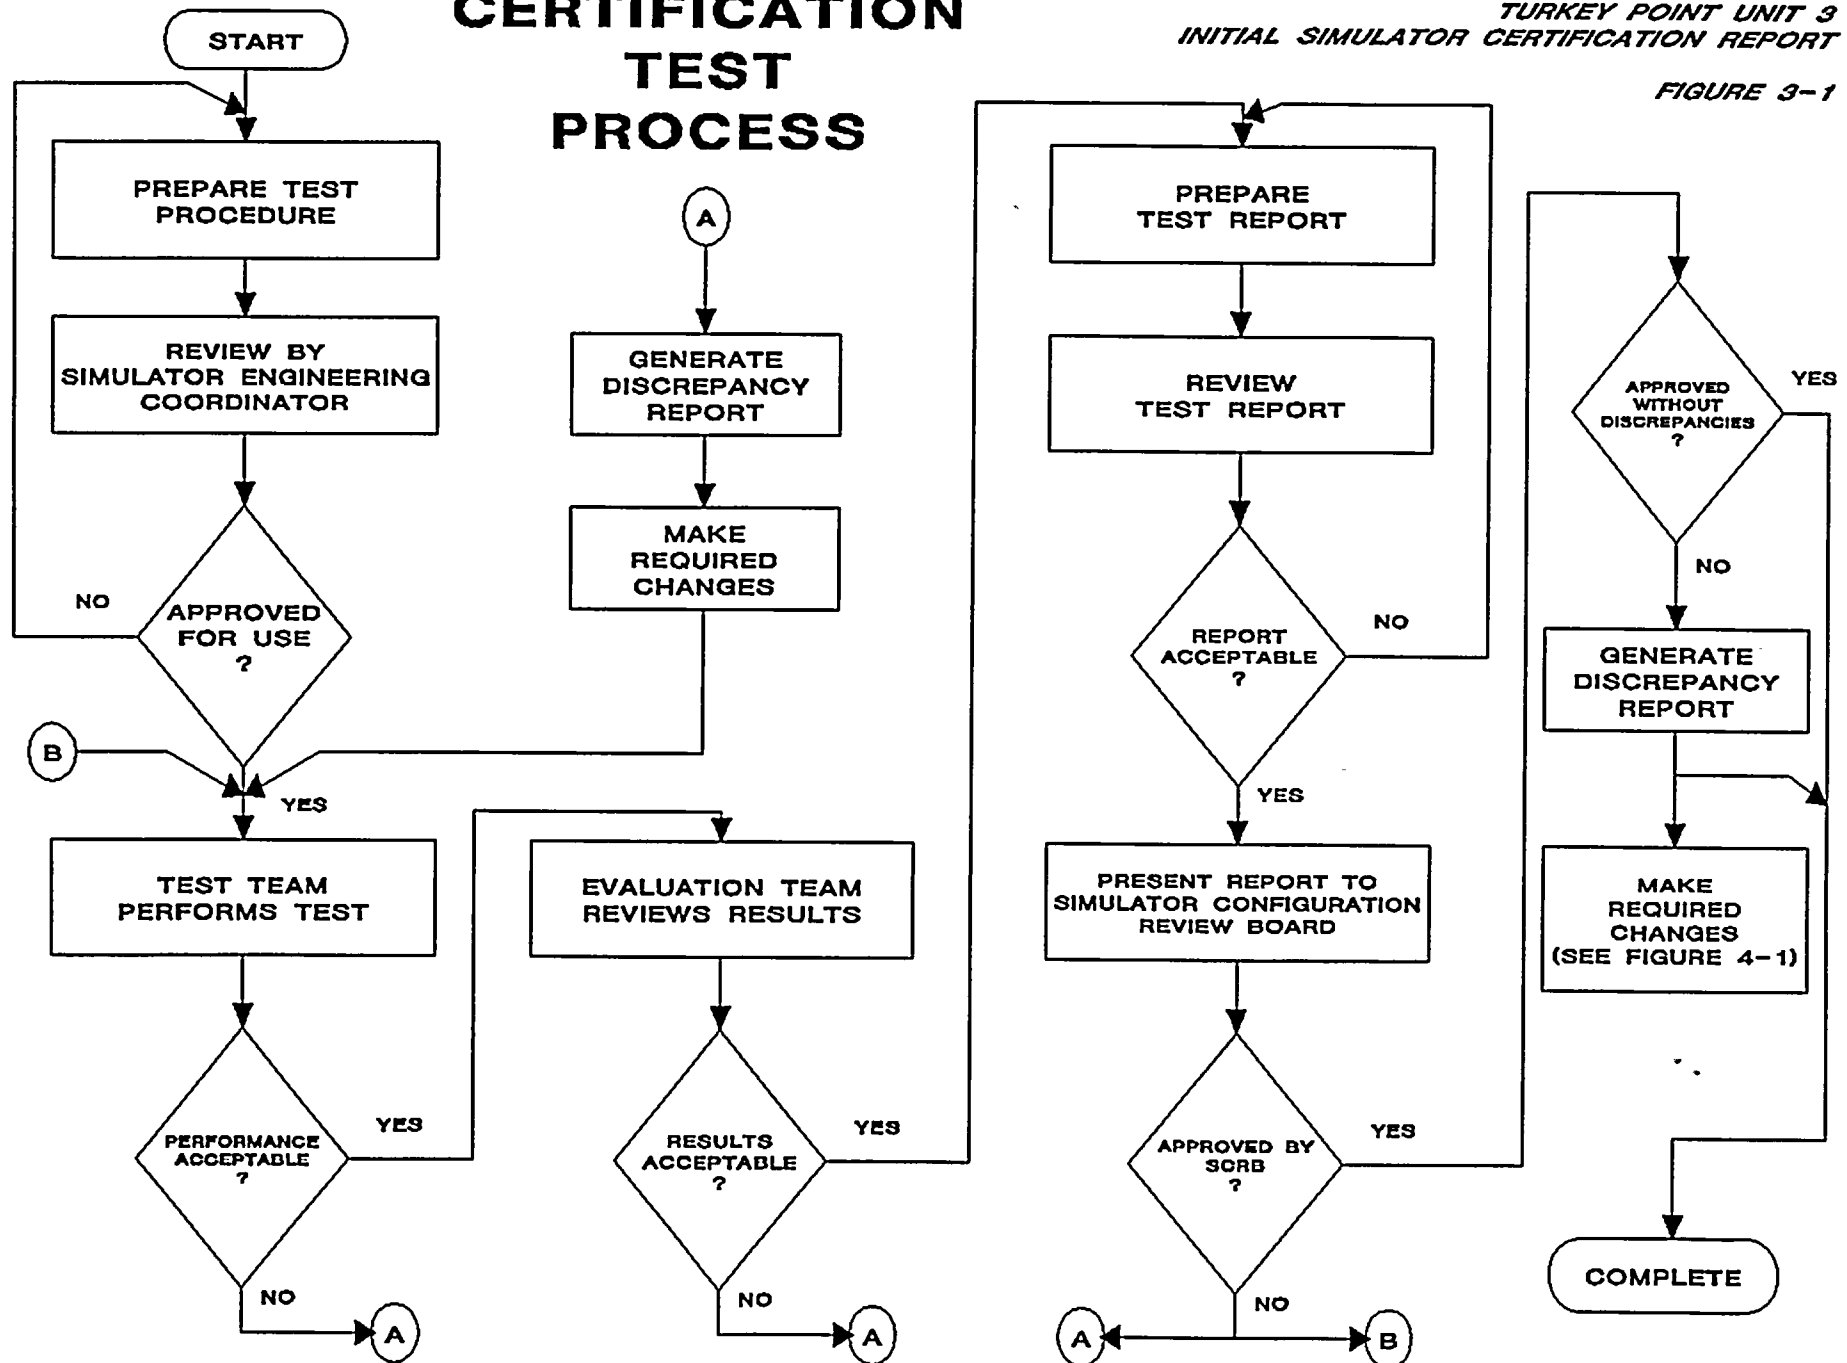 CERTIFICATION
TEST
PROCESS
TURKEY POINT UNIT 3
INITIAL SIMULATOR CERTIFICATION REPORT
FIGURE 3-1
START
PREPARE TEST
PROCEDURE
REVIEW BY
SIMULATOR ENGINEERING
COORDINATOR
NO
APPROVED
FOR USE
?
B
YES
TEST TEAM
PERFORMS TEST
PERFORMANCE
ACCEPTABLE
?
YES
NO
A
A
GENERATE
DISCREPANCY
REPORT
MAKE
REQUIRED
CHANGES
EVALUATION TEAM
REVIEWS RESULTS
RESULTS
ACCEPTABLE
?
YES
NO
A
PREPARE
TEST REPORT
REVIEW
TEST REPORT
REPORT
ACCEPTABLE
?
NO
YES
PRESENT REPORT TO
SIMULATOR CONFIGURATION
REVIEW BOARD
APPROVED BY
SCRB
?
YES
NO
A
B
APPROVED
WITHOUT
DISCREPANCIES
?
YES
NO
GENERATE
DISCREPANCY
REPORT
MAKE
REQUIRED
CHANGES
(SEE FIGURE 4-1)
COMPLETE